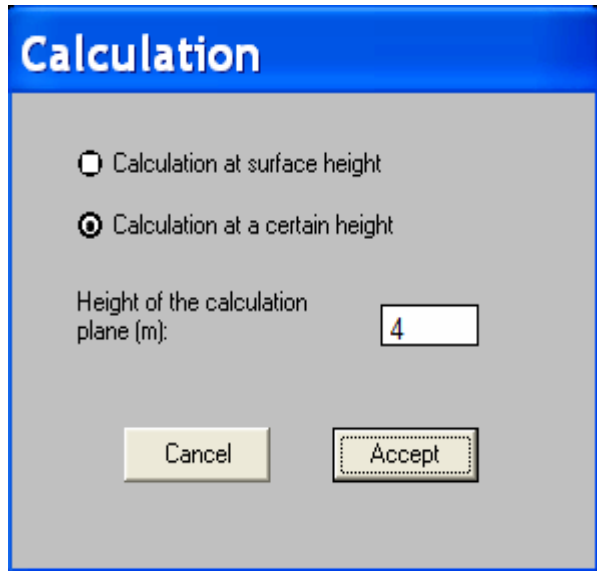 Calculation
Calculation at surface height
Calculation at a certain height
Height of the calculation
plane (m):
4
Cancel
Accept